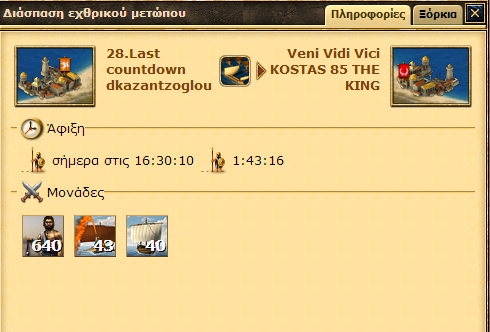 Διάσπαση εχθρικού μετώπου
Πληροφορίες
Ξόρκια
28.Last
countdown
dkazantzoglou
Veni Vidi Vici
KOSTAS 85 THE
KING
Άφιξη
σήμερα στις 16:30:10
1:43:16
Μονάδες
640
43
40